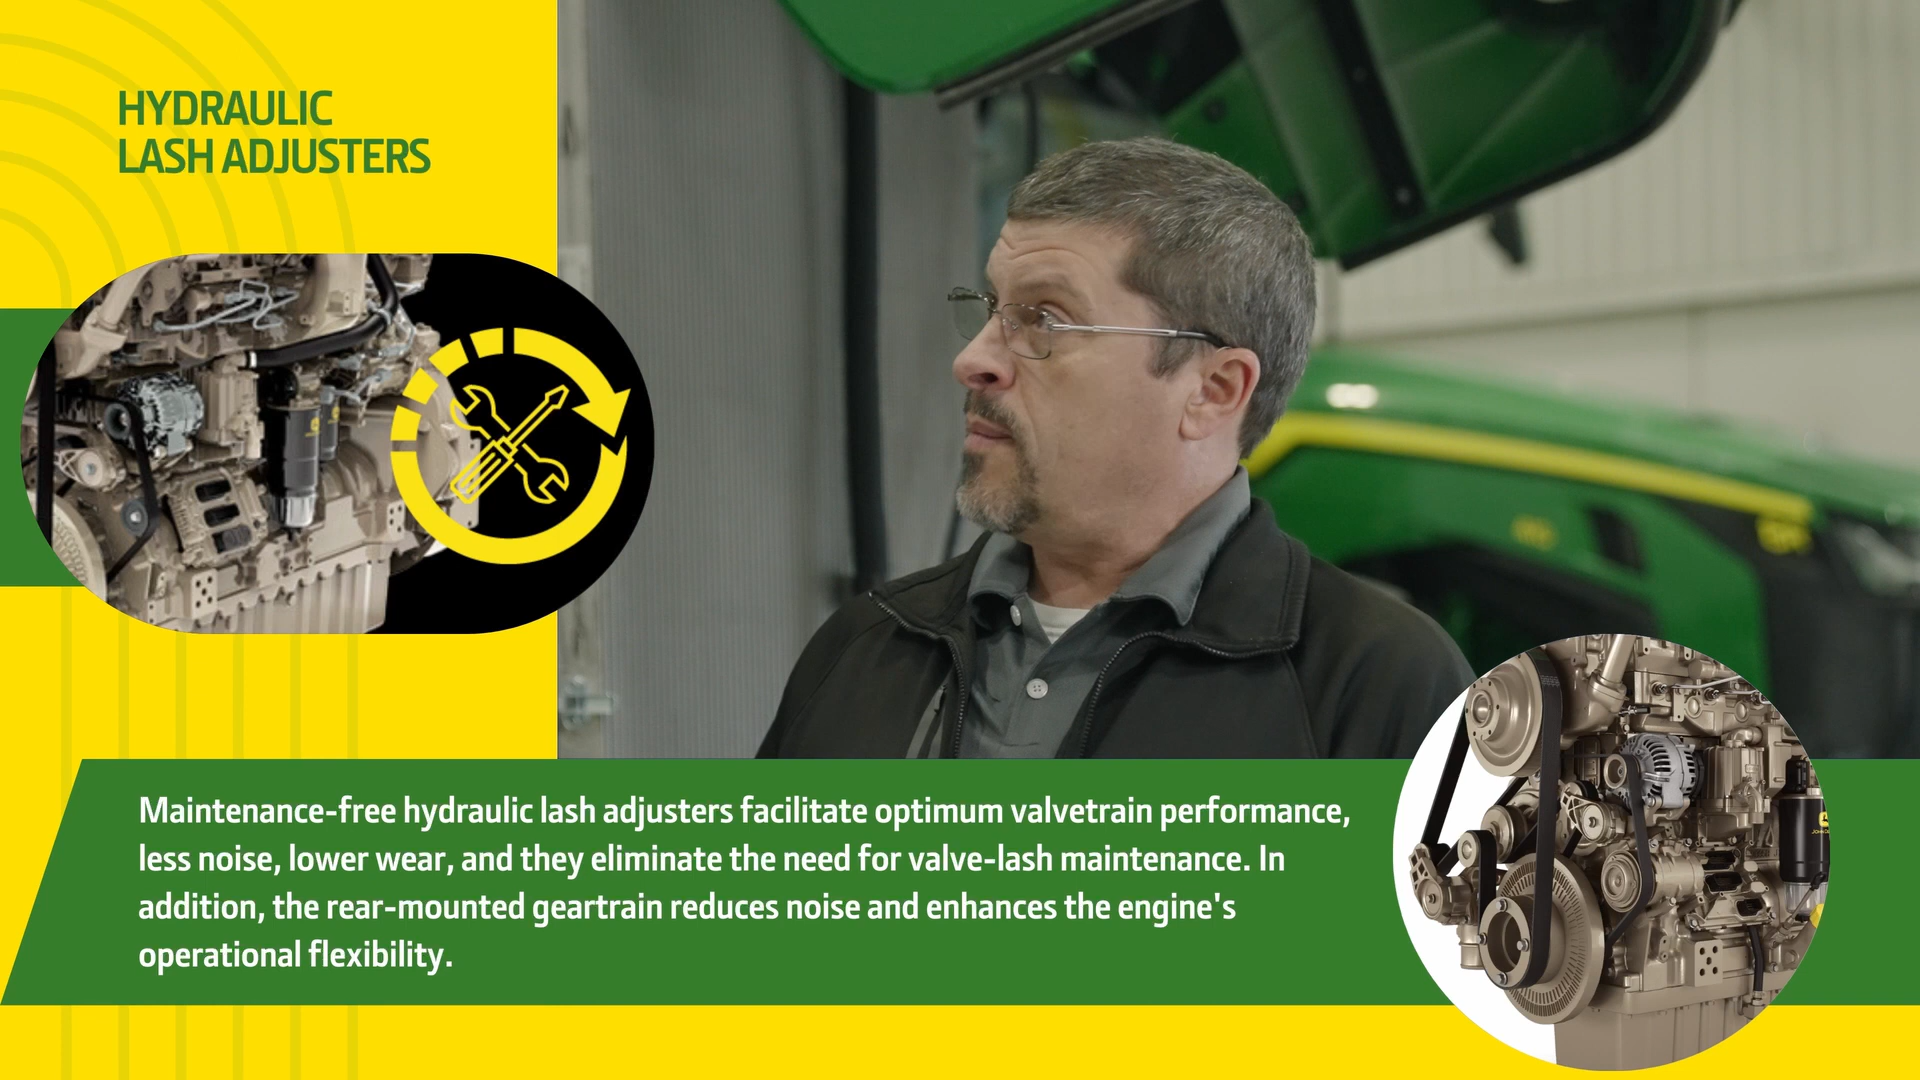 HYDRAULIC
LASH ADJUSTERS
Maintenance-free hydraulic lash adjusters facilitate optimum valvetrain performance,
less noise, lower wear, and they eliminate the need for valve-lash maintenance. In
addition, the rear-mounted geartrain reduces noise and enhances the engine's
operational flexibility.